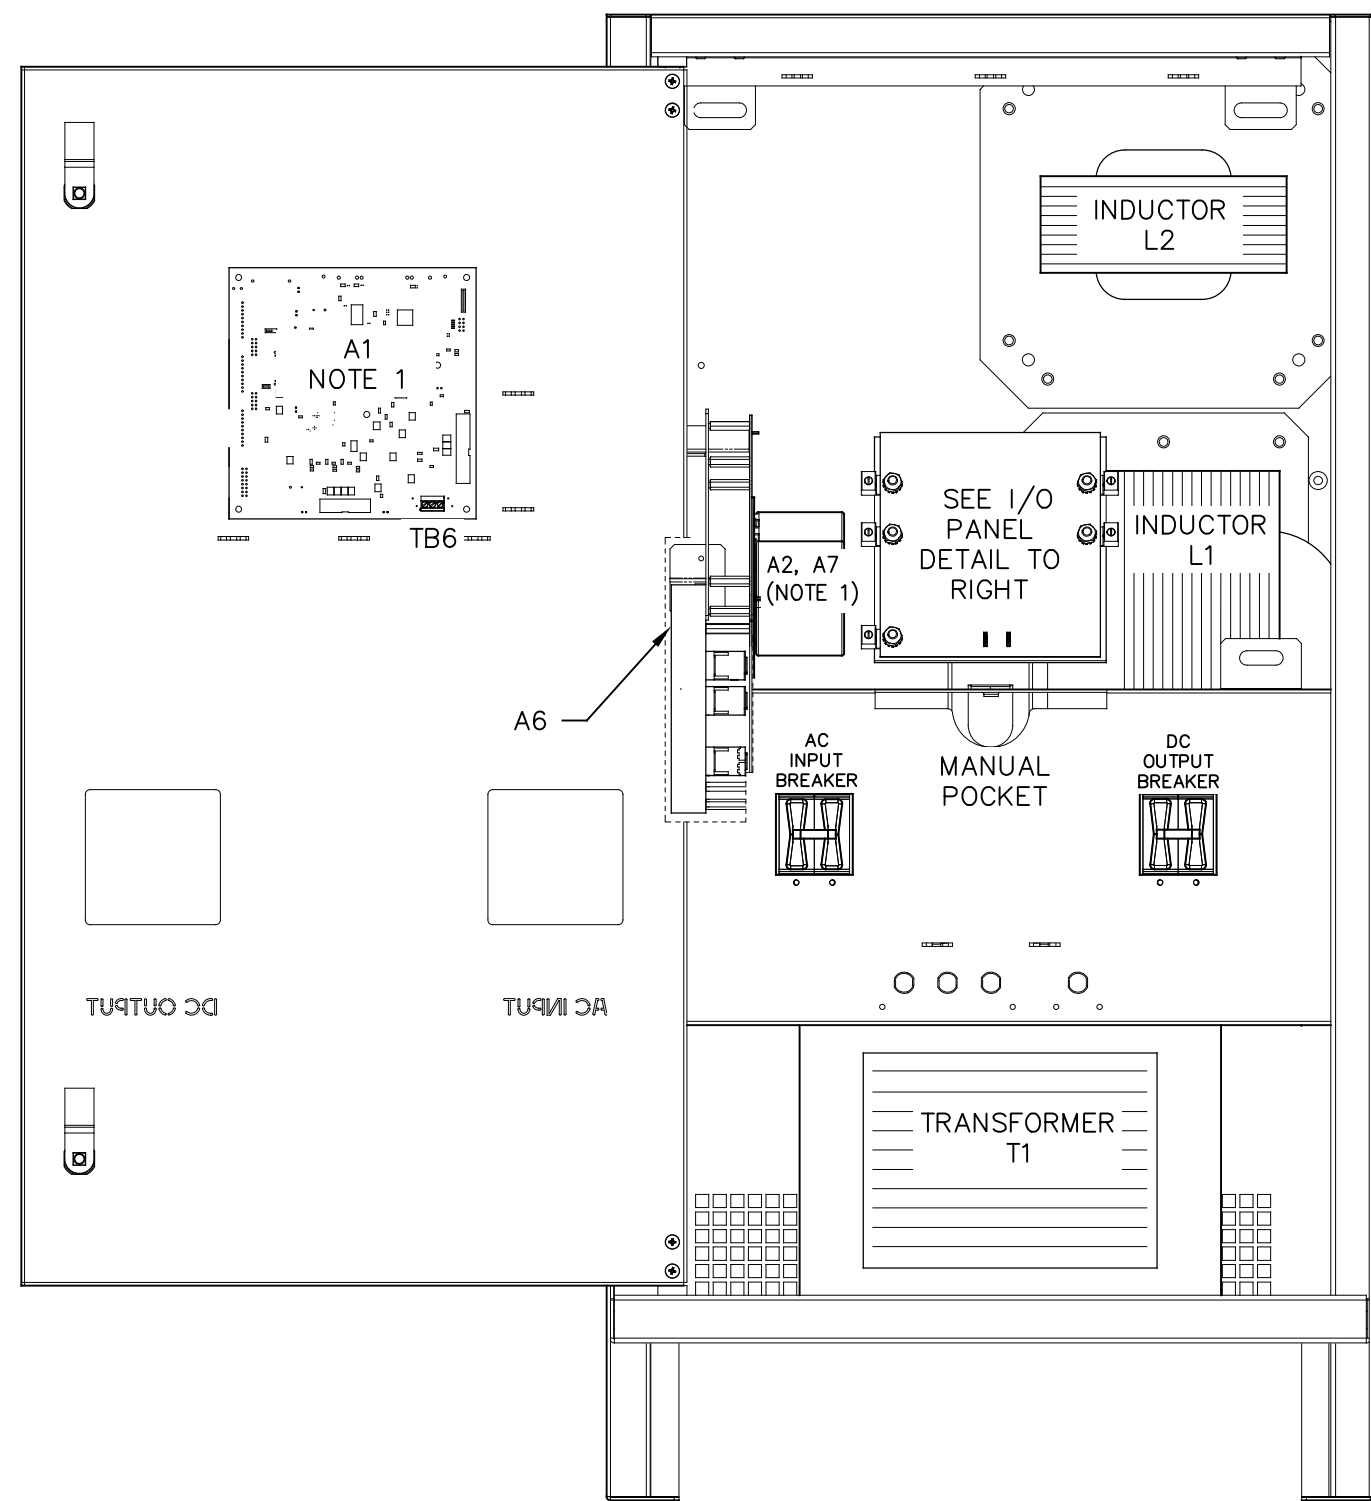 INDUCTOR
L2
A1
NOTE 1
TB6
SEE I/O
PANEL
DETAIL TO
RIGHT
INDUCTOR
L1
A2, A7
(NOTE 1)
A6
AC
INPUT
BREAKER
MANUAL
POCKET
DC
OUTPUT
BREAKER
DC OUTPUT
AC INPUT
TRANSFORMER
T1